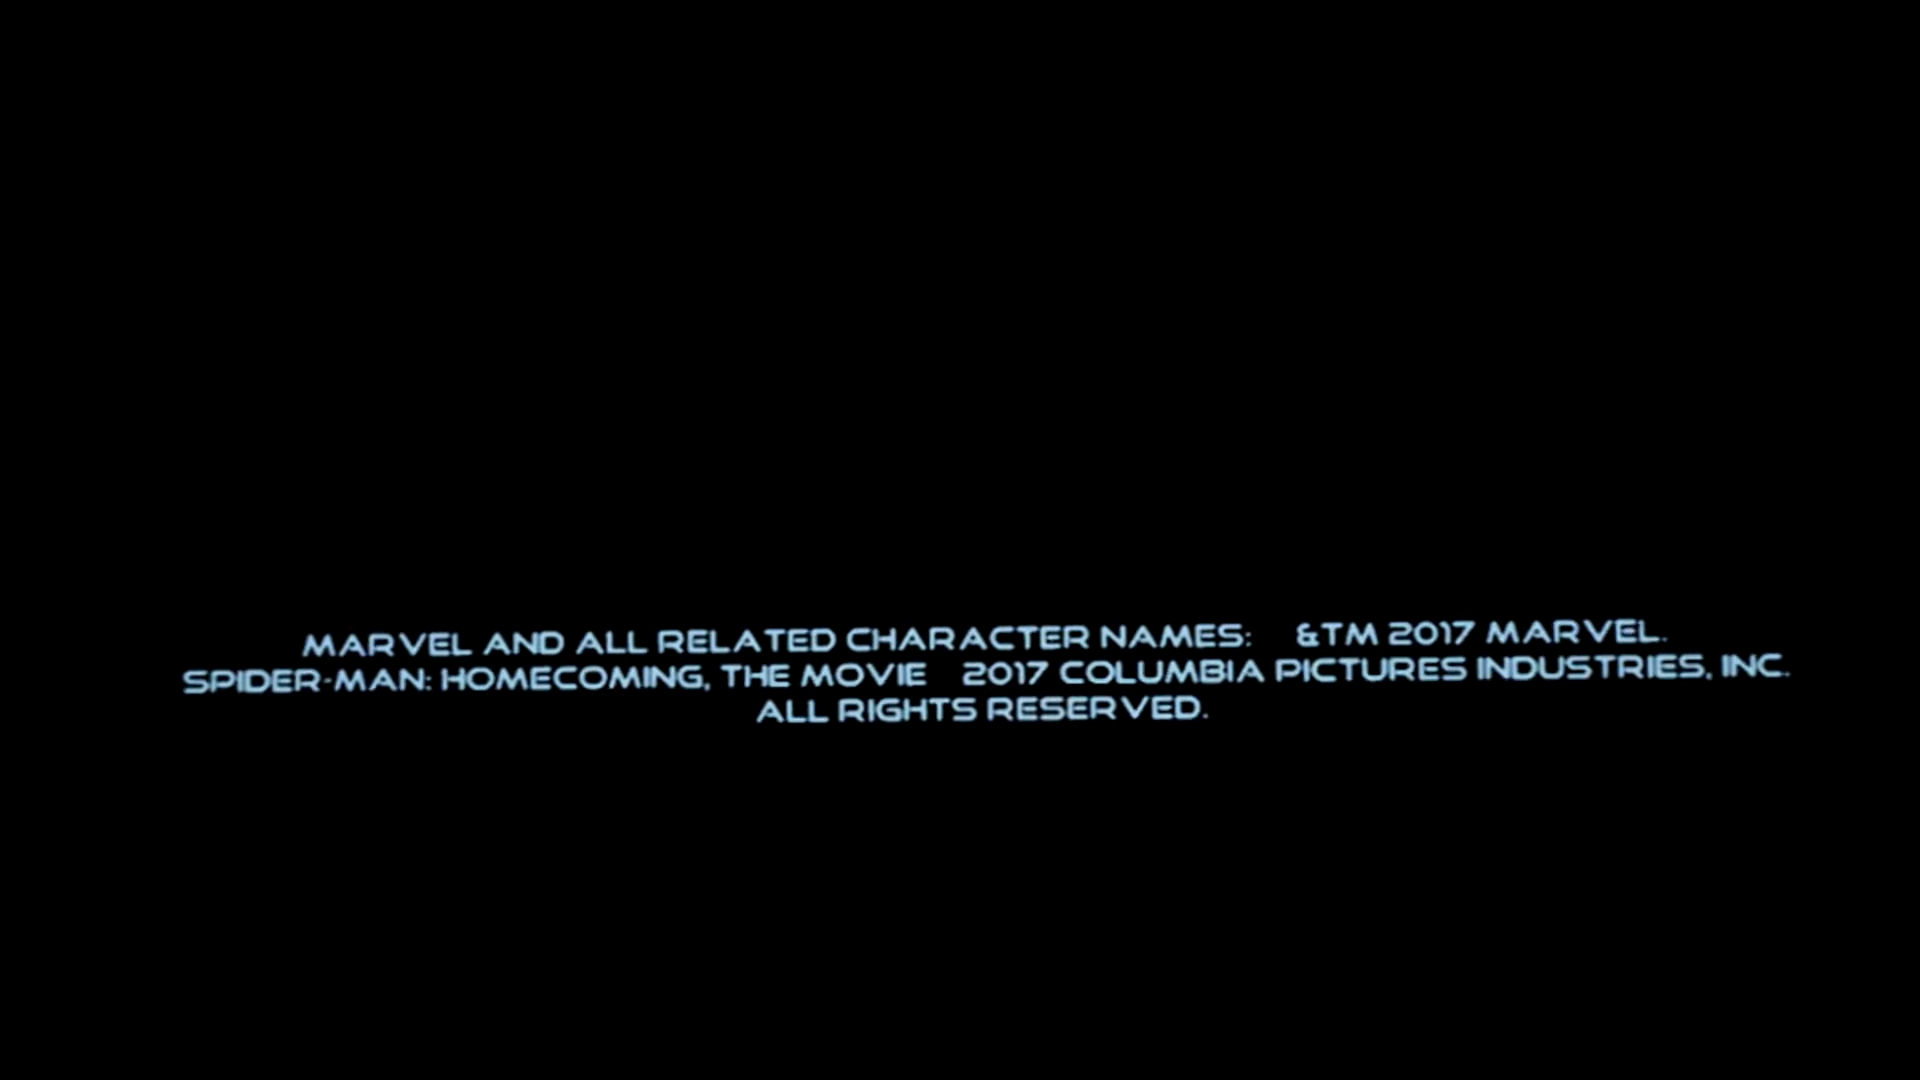 MARVEL AND ALL RELATED CHARACTER NAMES: &TM 2017 MARVEL.
SPIDER-MAN: HOMECOMING, THE MOVIE 2017 COLUMBIA PICTURES INDUSTRIES, INC.
ALL RIGHTS RESERVED.